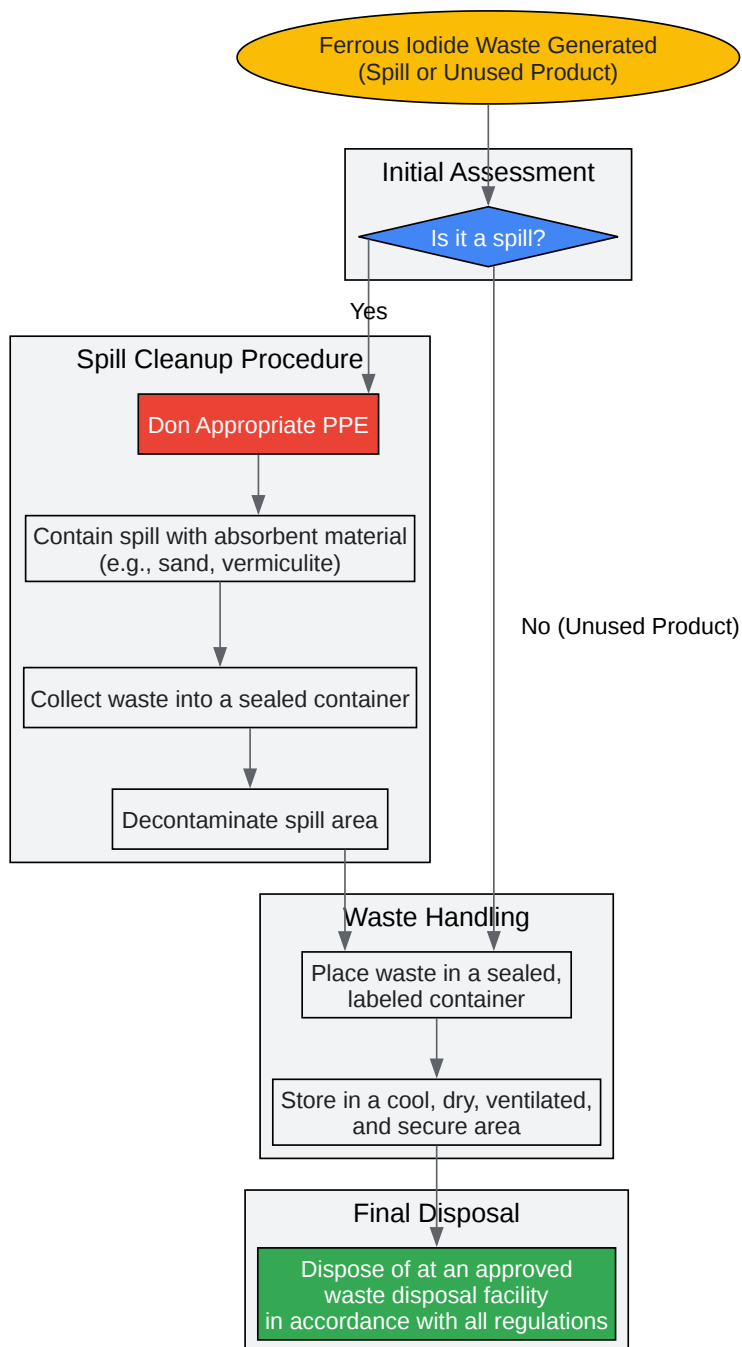 Ferrous Iodide Waste Generated
(Spill or Unused Product)
Initial Assessment
Is it a spill?
Yes
Spill Cleanup Procedure
Don Appropriate PPE
Contain spill with absorbent material
(e.g., sand, vermiculite)
No (Unused Product)
Collect waste into a sealed container
Decontaminate spill area
Waste Handling
Place waste in a sealed,
labeled container
Store in a cool, dry, ventilated,
and secure area
Final Disposal
Dispose of at an approved
waste disposal facility
in accordance with all regulations